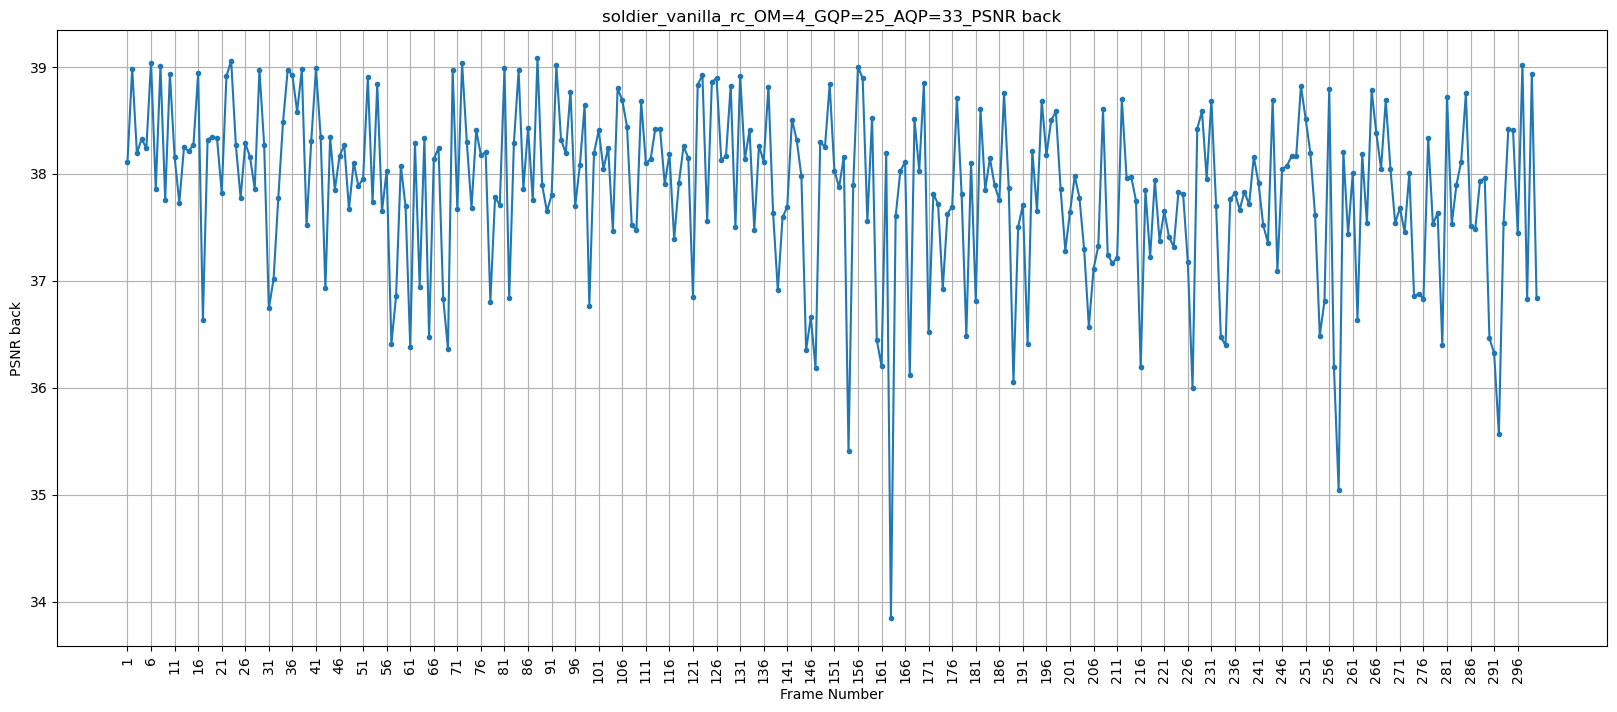 soldier_vanilla_rc_OM=4_GQP=25_AQP=33_PSNR back
39
38
37
36
35
34
PSNR back
1 6 11 16 21 26 31 36 41 46 51 56 61 66 71 76 81 86 91 96 101 106 111 116 121 126 131 136 141 146 151 156 161 166 171 176 181 186 191 196 201 206 211 216 221 226 231 236 241 246 251 256 261 266 271 276 281 286 291 296
Frame Number